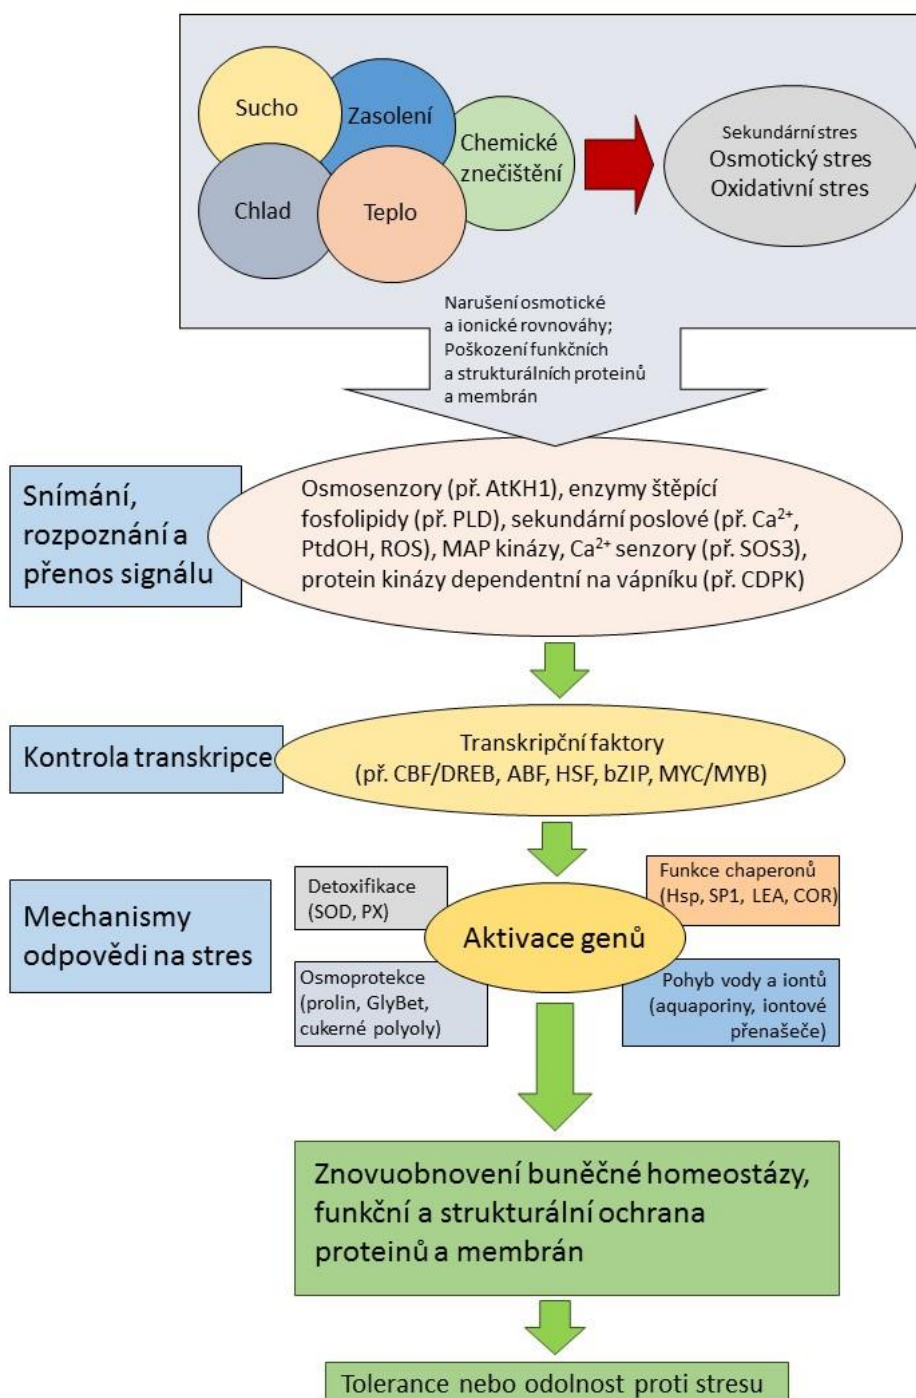 Sucho
Zasolení
Chemické
znečištění
Chlad
Teplo
Sekundární stres
Osmotický stres
Oxidativní stres
Narušení osmotické
a ionické rovnováhy;
Poškození funkčních
a strukturálních proteinů
a membrán
Snímání,
rozpoznání a
přenos signálu
Osmosenzory (př. AtKH1), enzymy štěpící
fosfolipidy (př. PLD), sekundární poslové (př. Ca²⁺,
PtdOH, ROS), MAP kinázy, Ca²⁺ senzory (př. SOS3),
protein kinázy dependentní na vápníku (př. CDPK)
Kontrola transkripce
Transkripční faktory
(př. CBF/DREB, ABF, HSF, bZIP, MYC/MYB)
Mechanismy
odpovědi na stres
Detoxifikace
(SOD, PX)
Funkce chaperonů
(Hsp, SP1, LEA, COR)
Aktivace genů
Osmoprotekce
(prolin, GlyBet,
cukerné polyoly)
Pohyb vody a iontů
(aquaporiny, iontové
přenašeče)
Znovuobnovení buněčné homeostázy,
funkční a strukturální ochrana
proteinů a membrán
Tolerance nebo odolnost proti stresu